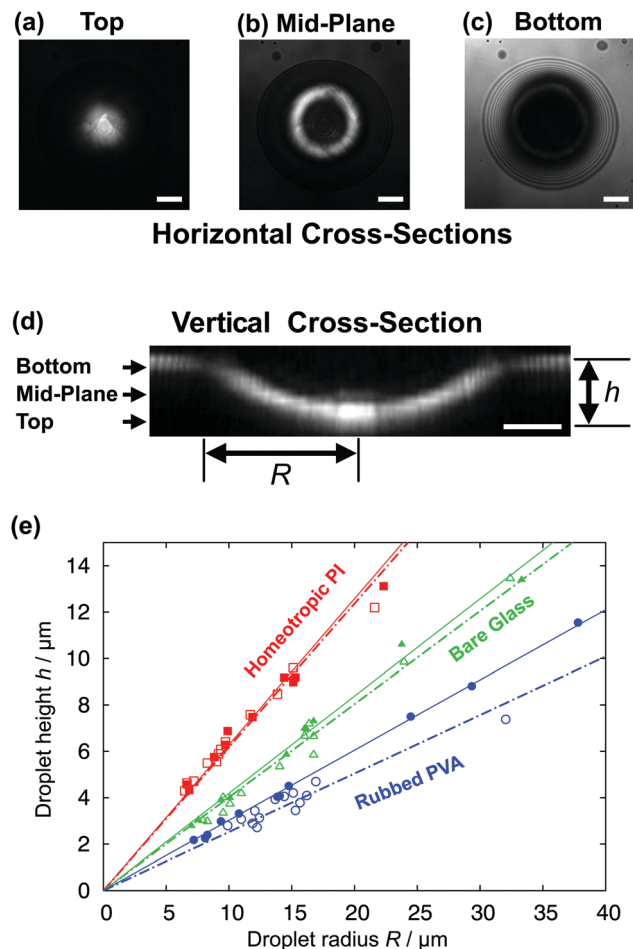 (a) Top
(b) Mid-Plane
(c) Bottom
Horizontal Cross-Sections
(d) Vertical Cross-Section
Bottom
Mid-Plane
Top
h
R
(e)
Droplet height h / μm
14
12
10
8
6
4
2
0
Homeotropic PI
Bare Glass
Rubbed PVA
0 5 10 15 20 25 30 35 40
Droplet radius R / μm